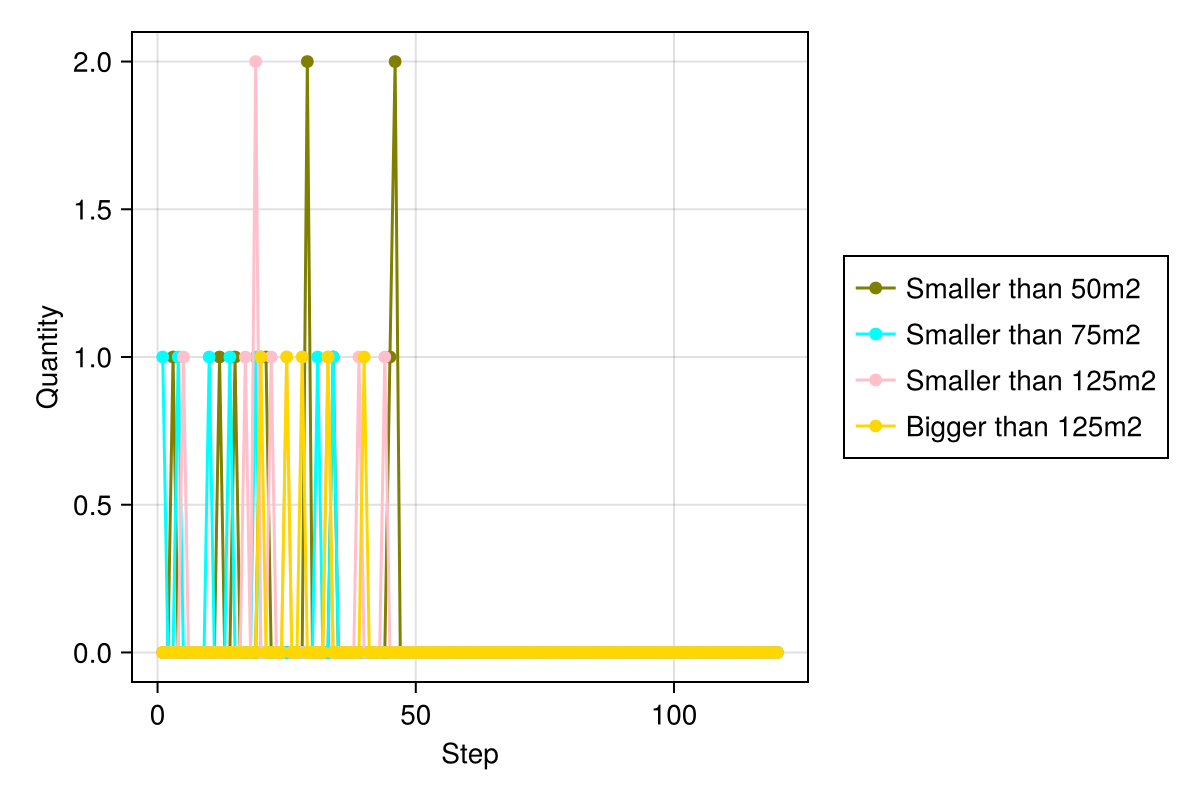 2.0
1.5
1.0
0.5
0.0
Quantity
0
50
100
Step
Smaller than 50m2
Smaller than 75m2
Smaller than 125m2
Bigger than 125m2